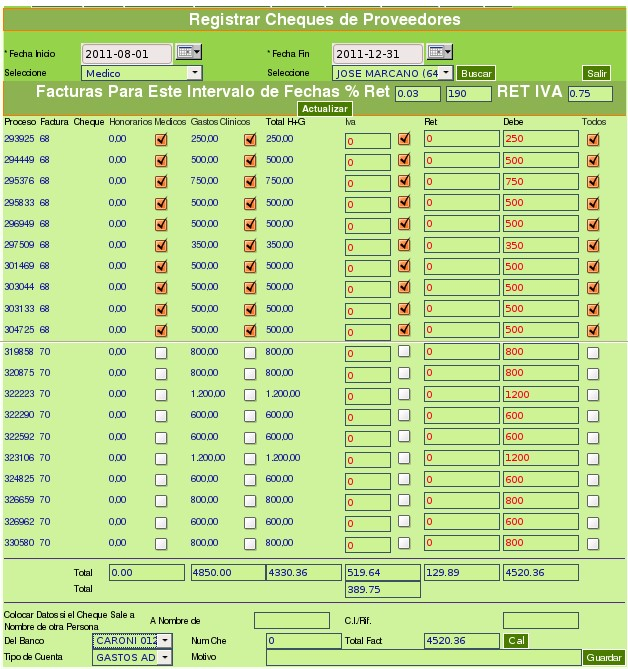 Registrar Cheques de Proveedores
* Fecha Inicio 2011-08-01 * Fecha Fin 2011-12-31
Seleccione Medico Seleccione JOSE MARCANO (64 Buscar Salir
Facturas Para Este Intervalo de Fechas % Ret 0.03 190 RET IVA 0.75
Actualizar
Proceso Factura Cheque Honorarios Medicos Gastos Clinicos Total H+G Iva Ret Debe Todos
293925 68 0,00 250,00 250,00 0 0 250
294449 68 0,00 500,00 500,00 0 0 500
295376 68 0,00 750,00 750,00 0 0 750
295833 68 0,00 500,00 500,00 0 0 500
296949 68 0,00 500,00 500,00 0 0 500
297509 68 0,00 350,00 350,00 0 0 350
301469 68 0,00 500,00 500,00 0 0 500
303044 68 0,00 500,00 500,00 0 0 500
303133 68 0,00 500,00 500,00 0 0 500
304725 68 0,00 500,00 500,00 0 0 500
319858 70 0,00 800,00 800,00 0 0 800
320875 70 0,00 800,00 800,00 0 0 800
322223 70 0,00 1.200,00 1.200,00 0 0 1200
322290 70 0,00 600,00 600,00 0 0 600
322592 70 0,00 600,00 600,00 0 0 600
323106 70 0,00 1.200,00 1.200,00 0 0 1200
324825 70 0,00 600,00 600,00 0 0 600
326659 70 0,00 800,00 800,00 0 0 800
326962 70 0,00 600,00 600,00 0 0 600
330580 70 0,00 800,00 800,00 0 0 800
Total 0.00 4850.00 4330.36 519.64 129.89 4520.36
Total 389.75
Colocar Datos si el Cheque Sale a
Nombre de otra Persona A Nombre de C.I./Rif.
Del Banco CARONI 012 Num Che 0 Total Fact 4520.36 Cal
Tipo de Cuenta GASTOS AD Motivo Guardar